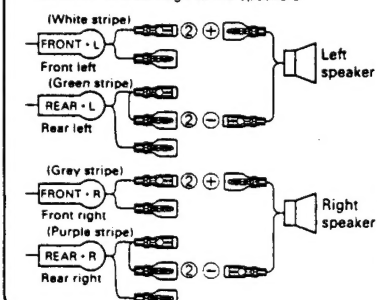 (White stripe)
FRONT • L ② ⊕
Front left
Left
speaker
(Green stripe)
REAR • L ② ⊖
Rear left
(Grey stripe)
FRONT • R ② ⊕
Front right
Right
speaker
(Purple stripe)
REAR • R ② ⊖
Rear right